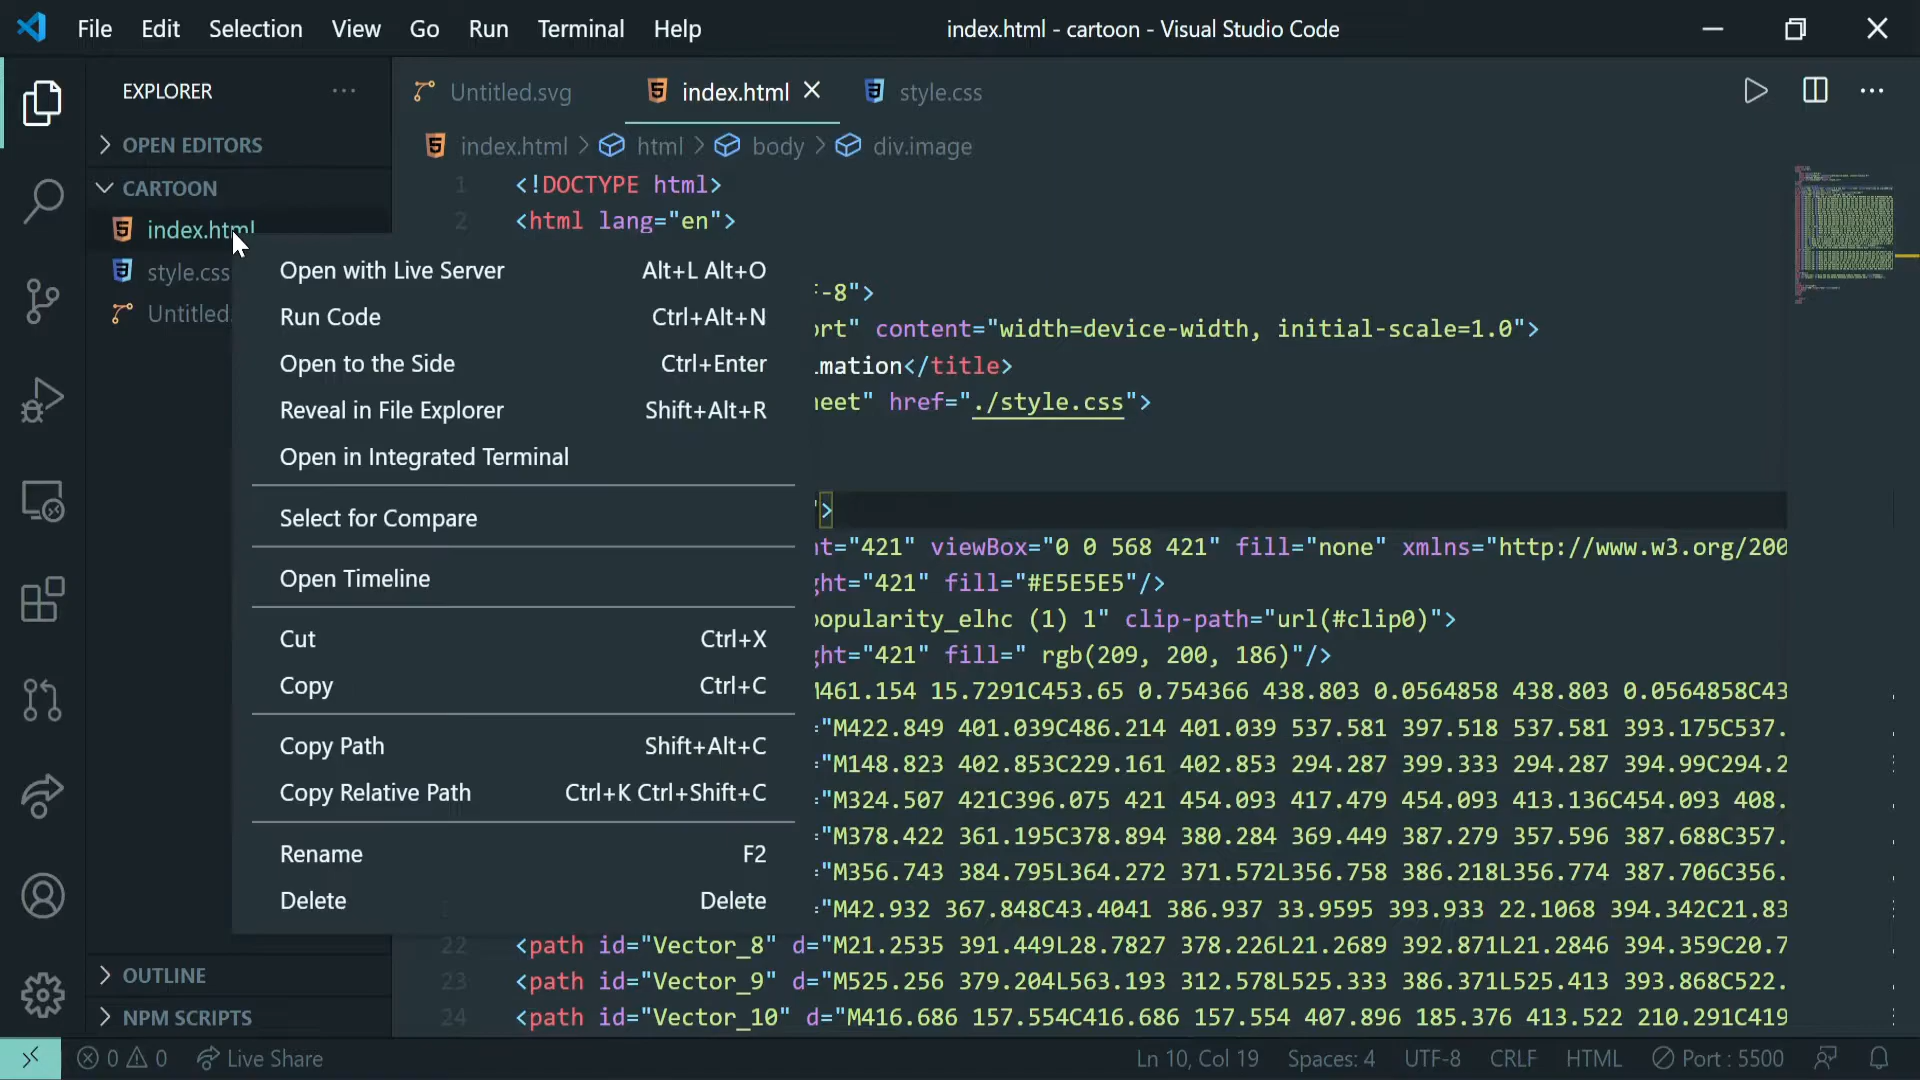 File Edit Selection View Go Run Terminal Help
index.html - cartoon - Visual Studio Code
EXPLORER
OPEN EDITORS
CARTOON
index.html
style.css
Untitled.
OUTLINE
NPM SCRIPTS
Untitled.svg
index.html
style.css
index.html > html > body > div.image
1 <!DOCTYPE html>
2 <html lang="en">
-8">
ort" content="width=device-width, initial-scale=1.0">
mation</title>
eet" href="./style.css">
">
ht="421" viewBox="0 0 568 421" fill="none" xmlns="http://www.w3.org/200
ght="421" fill="#E5E5E5"/>
popularity_elhc (1) 1" clip-path="url(#clip0)">
ght="421" fill=" rgb(209, 200, 186)"/>
M461.154 15.7291C453.65 0.754366 438.803 0.0564858 438.803 0.0564858C43
="M422.849 401.039C486.214 401.039 537.581 397.518 537.581 393.175C537.
="M148.823 402.853C229.161 402.853 294.287 399.333 294.287 394.99C294.2
="M324.507 421C396.075 421 454.093 417.479 454.093 413.136C454.093 408.
="M378.422 361.195C378.894 380.284 369.449 387.279 357.596 387.688C357.
="M356.743 384.795L364.272 371.572L356.758 386.218L356.774 387.706C356.
="M42.932 367.848C43.4041 386.937 33.9595 393.933 22.1068 394.342C21.83
22 <path id="Vector_8" d="M21.2535 391.449L28.7827 378.226L21.2689 392.871L21.2846 394.359C20.7
23 <path id="Vector_9" d="M525.256 379.204L563.193 312.578L525.333 386.371L525.413 393.868C522.
24 <path id="Vector_10" d="M416.686 157.554C416.686 157.554 407.896 185.376 413.522 210.291C419
Open with Live Server Alt+L Alt+O
Run Code Ctrl+Alt+N
Open to the Side Ctrl+Enter
Reveal in File Explorer Shift+Alt+R
Open in Integrated Terminal
Select for Compare
Open Timeline
Cut Ctrl+X
Copy Ctrl+C
Copy Path Shift+Alt+C
Copy Relative Path Ctrl+K Ctrl+Shift+C
Rename F2
Delete Delete
0 0 Live Share
Ln 10, Col 19 Spaces: 4 UTF-8 CRLF HTML Port : 5500